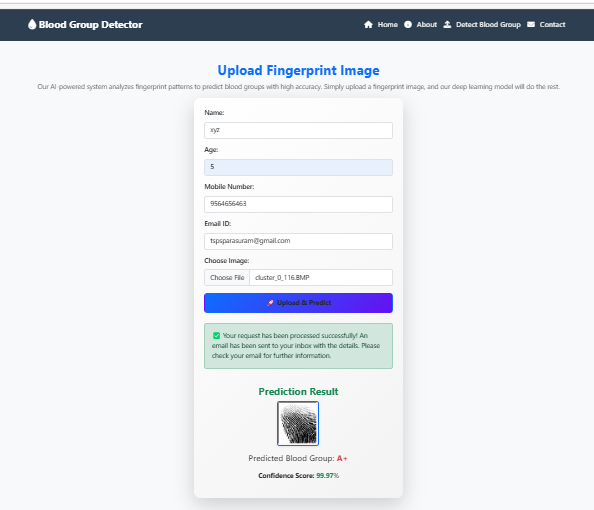 Blood Group Detector
Home About Detect Blood Group Contact
Upload Fingerprint Image
Our AI-powered system analyzes fingerprint patterns to predict blood groups with high accuracy. Simply upload a fingerprint image, and our deep learning model will do the rest.
Name:
xyz
Age:
5
Mobile Number:
9564656463
Email ID:
tspsparasuram@gmail.com
Choose Image:
Choose File cluster_0_116.BMP
🚀 Upload & Predict
✅ Your request has been processed successfully! An
email has been sent to your inbox with the details. Please
check your email for further information.
Prediction Result
Predicted Blood Group: A+
Confidence Score: 99.97%